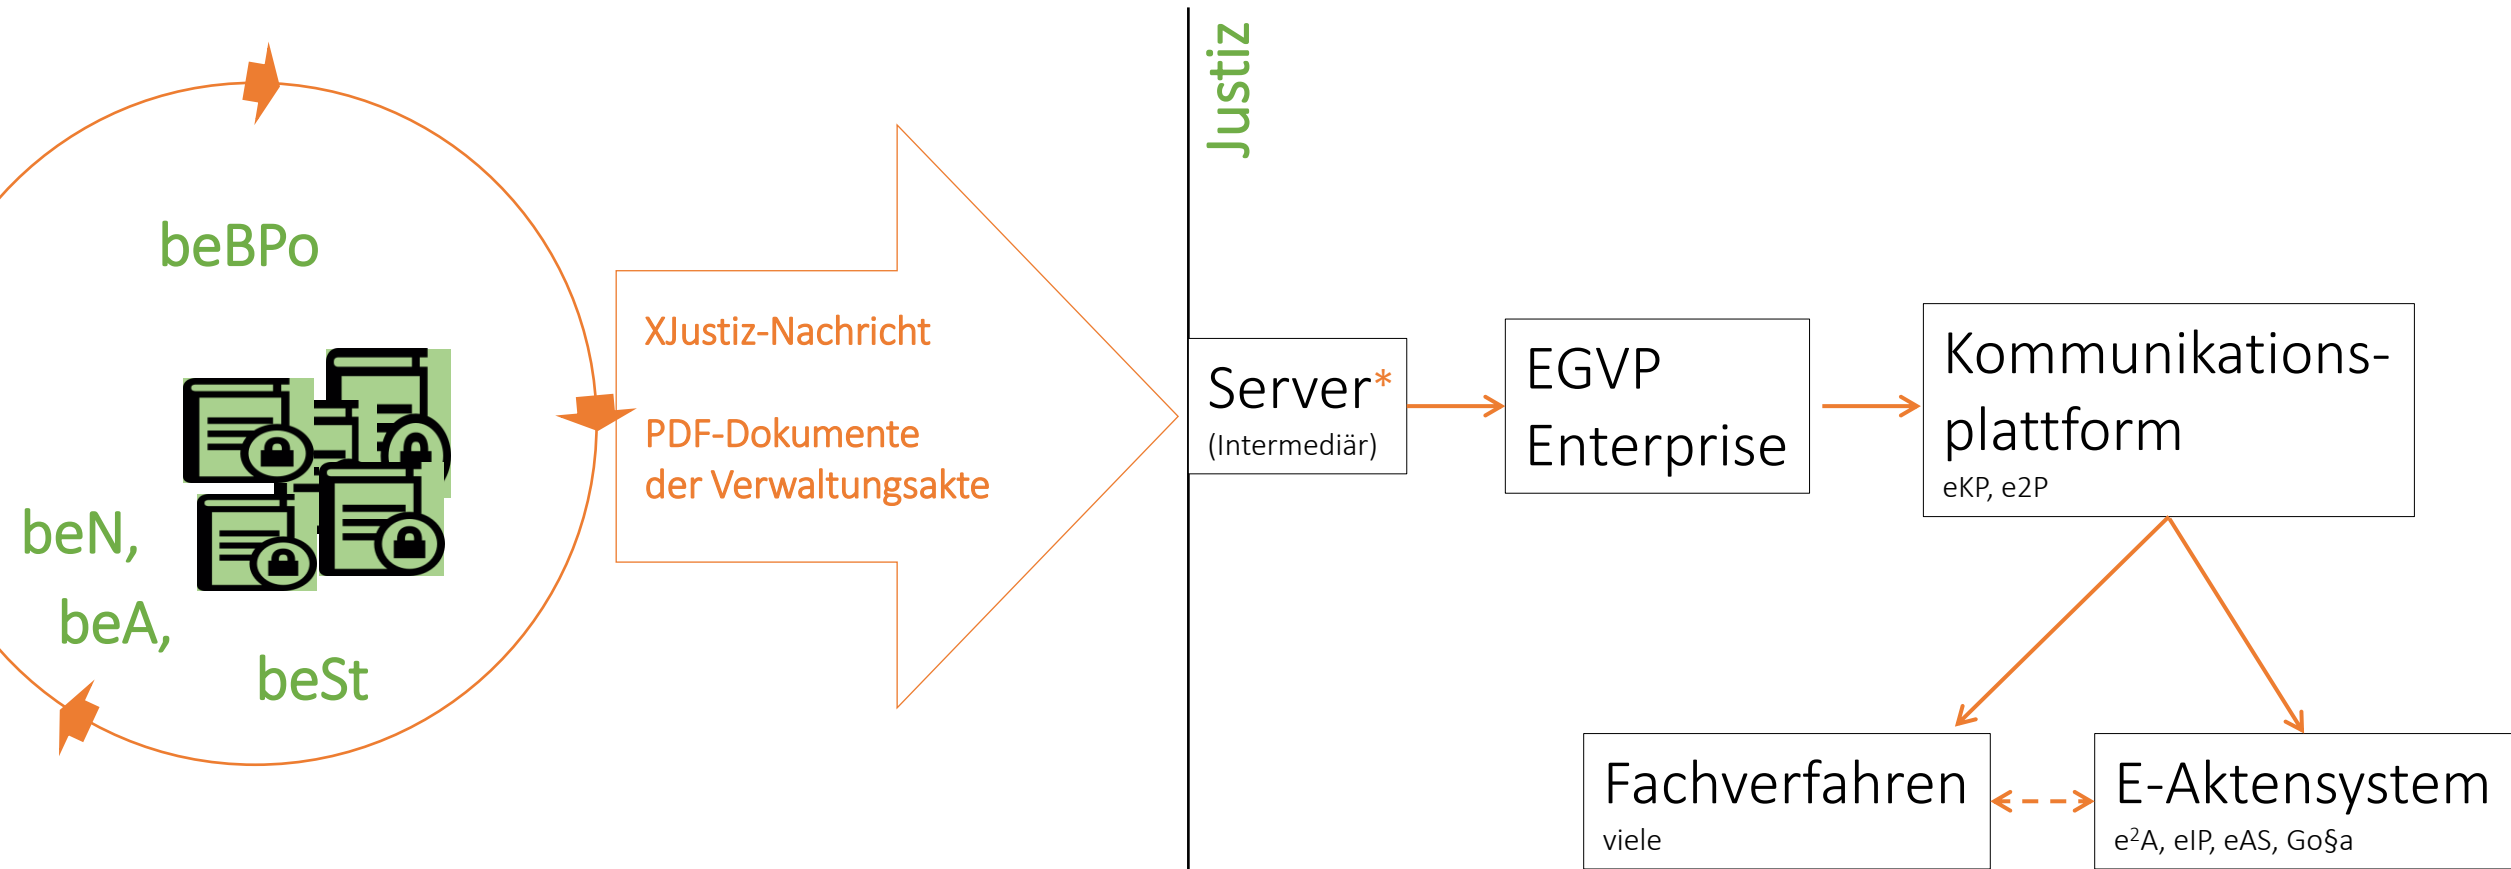 Justiz
beBPo
beN,
beA,
beSt
XJustiz-Nachricht
PDF-Dokumente
der Verwaltungsakte
Server*
(Intermediär)
EGVP
Enterprise
Kommunikations-
plattform
eKP, e2P
Fachverfahren
viele
E-Aktensystem
e²A, eIP, eAS, Go§a